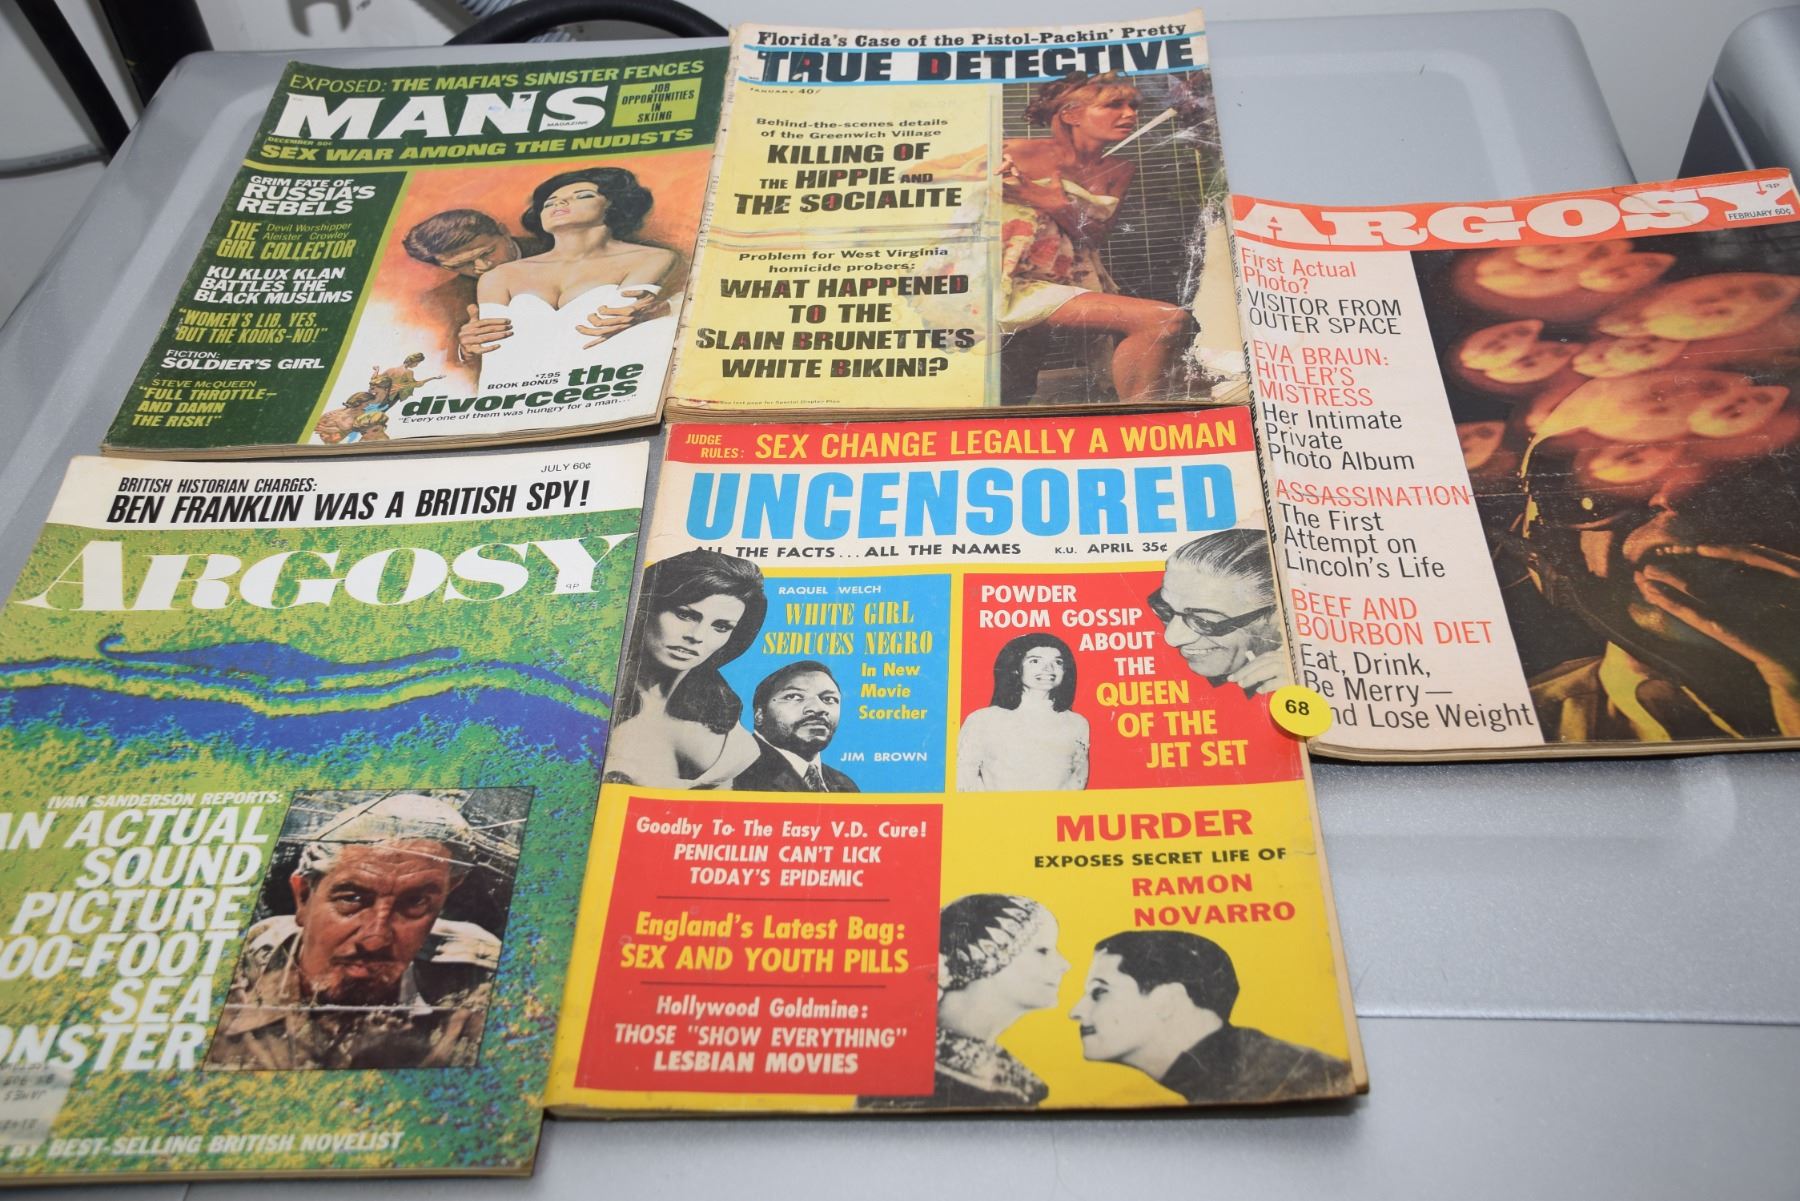 EXPOSED: THE MAFIA'S SINISTER FENCES
MAN'S
MAGAZINE
JOB
OPPORTUNITIES
IN
SKIING
DECEMBER 50¢
SEX WAR AMONG THE NUDISTS
GRIM FATE OF
RUSSIA'S
REBELS
THE Devil Worshipper
Aleister Crowley
GIRL COLLECTOR
KU KLUX KLAN
BATTLES THE
BLACK MUSLIMS
"WOMEN'S LIB, YES,
BUT THE KOOKS-NO!"
FICTION:
SOLDIER'S GIRL
STEVE McQUEEN
"FULL THROTTLE—
AND DAMN
THE RISK!"
$7.95
BOOK BONUS the
divorcees
"Every one of them was hungry for a man..."
Florida's Case of the Pistol-Packin' Pretty
TRUE DETECTIVE
JANUARY 40¢
Behind-the-scenes details
of the Greenwich Village
KILLING OF
THE HIPPIE AND
THE SOCIALITE
Problem for West Virginia
homicide probers:
WHAT HAPPENED
TO THE
SLAIN BRUNETTE'S
WHITE BIKINI?
ARGOSY
9P
FEBRUARY 60¢
First Actual
Photo?
VISITOR FROM
OUTER SPACE
EVA BRAUN:
HITLER'S
MISTRESS
Her Intimate
Private
Photo Album
ASSASSINATION
The First
Attempt on
Lincoln's Life
BEEF AND
BOURBON DIET
Eat, Drink,
Be Merry—
nd Lose Weight
68
JULY 60¢
BRITISH HISTORIAN CHARGES:
BEN FRANKLIN WAS A BRITISH SPY!
ARGOSY
9P
IVAN SANDERSON REPORTS:
AN ACTUAL
SOUND
PICTURE
00-FOOT
SEA
ONSTER
BY BEST-SELLING BRITISH NOVELIST
JUDGE
RULES: SEX CHANGE LEGALLY A WOMAN
UNCENSORED
ALL THE FACTS... ALL THE NAMES K.U. APRIL 35¢
RAQUEL WELCH
WHITE GIRL
SEDUCES NEGRO
In New
Movie
Scorcher
JIM BROWN
POWDER
ROOM GOSSIP
ABOUT
THE
QUEEN
OF THE
JET SET
Goodby To The Easy V.D. Cure!
PENICILLIN CAN'T LICK
TODAY'S EPIDEMIC
England's Latest Bag:
SEX AND YOUTH PILLS
Hollywood Goldmine:
THOSE "SHOW EVERYTHING"
LESBIAN MOVIES
MURDER
EXPOSES SECRET LIFE OF
RAMON
NOVARRO